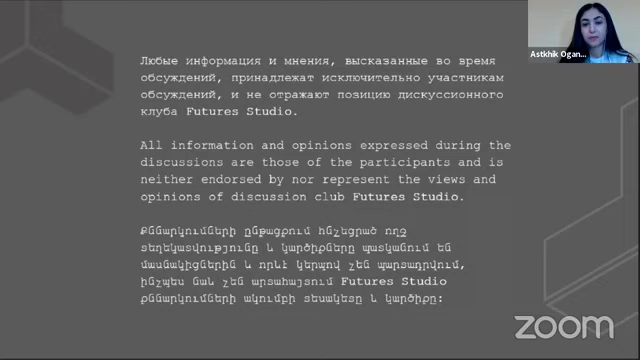 Astkhik Ogan...
Любые информация и мнения, высказанные во время
обсуждений, принадлежат исключительно участникам
обсуждений, и не отражают позицию дискуссионного
клуба Futures Studio.
All information and opinions expressed during the
discussions are those of the participants and is
neither endorsed by nor represent the views and
opinions of discussion club Futures Studio.
Քննարկումների ընթացքում հնչեցրած ողջ
տեղեկատվությունը և կարծիքները պատկանում են
մասնակիցներին և որևէ կերպով չեն պարտադրվում,
ինչպես նաև չեն արտահայտում Futures Studio
քննարկումների ակումբի տեսակետը և կարծիքը:
zoom